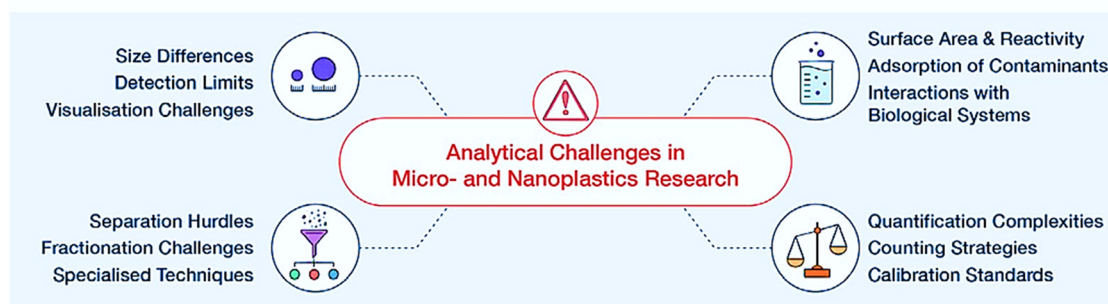 Size Differences
Detection Limits
Visualisation Challenges
Surface Area & Reactivity
Adsorption of Contaminants
Interactions with
Biological Systems
Analytical Challenges in
Micro- and Nanoplastics Research
Separation Hurdles
Fractionation Challenges
Specialised Techniques
Quantification Complexities
Counting Strategies
Calibration Standards